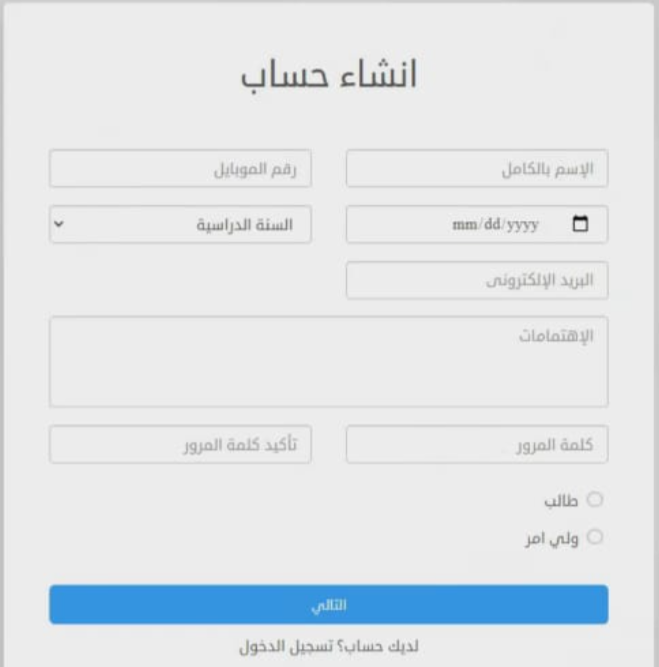 انشاء حساب
الإسم بالكامل رقم الموبايل
mm/dd/yyyy السنة الدراسية
البريد الإلكترونى
الإهتمامات
كلمة المرور تأكيد كلمة المرور
طالب
ولي امر
التالي
لديك حساب؟ تسجيل الدخول